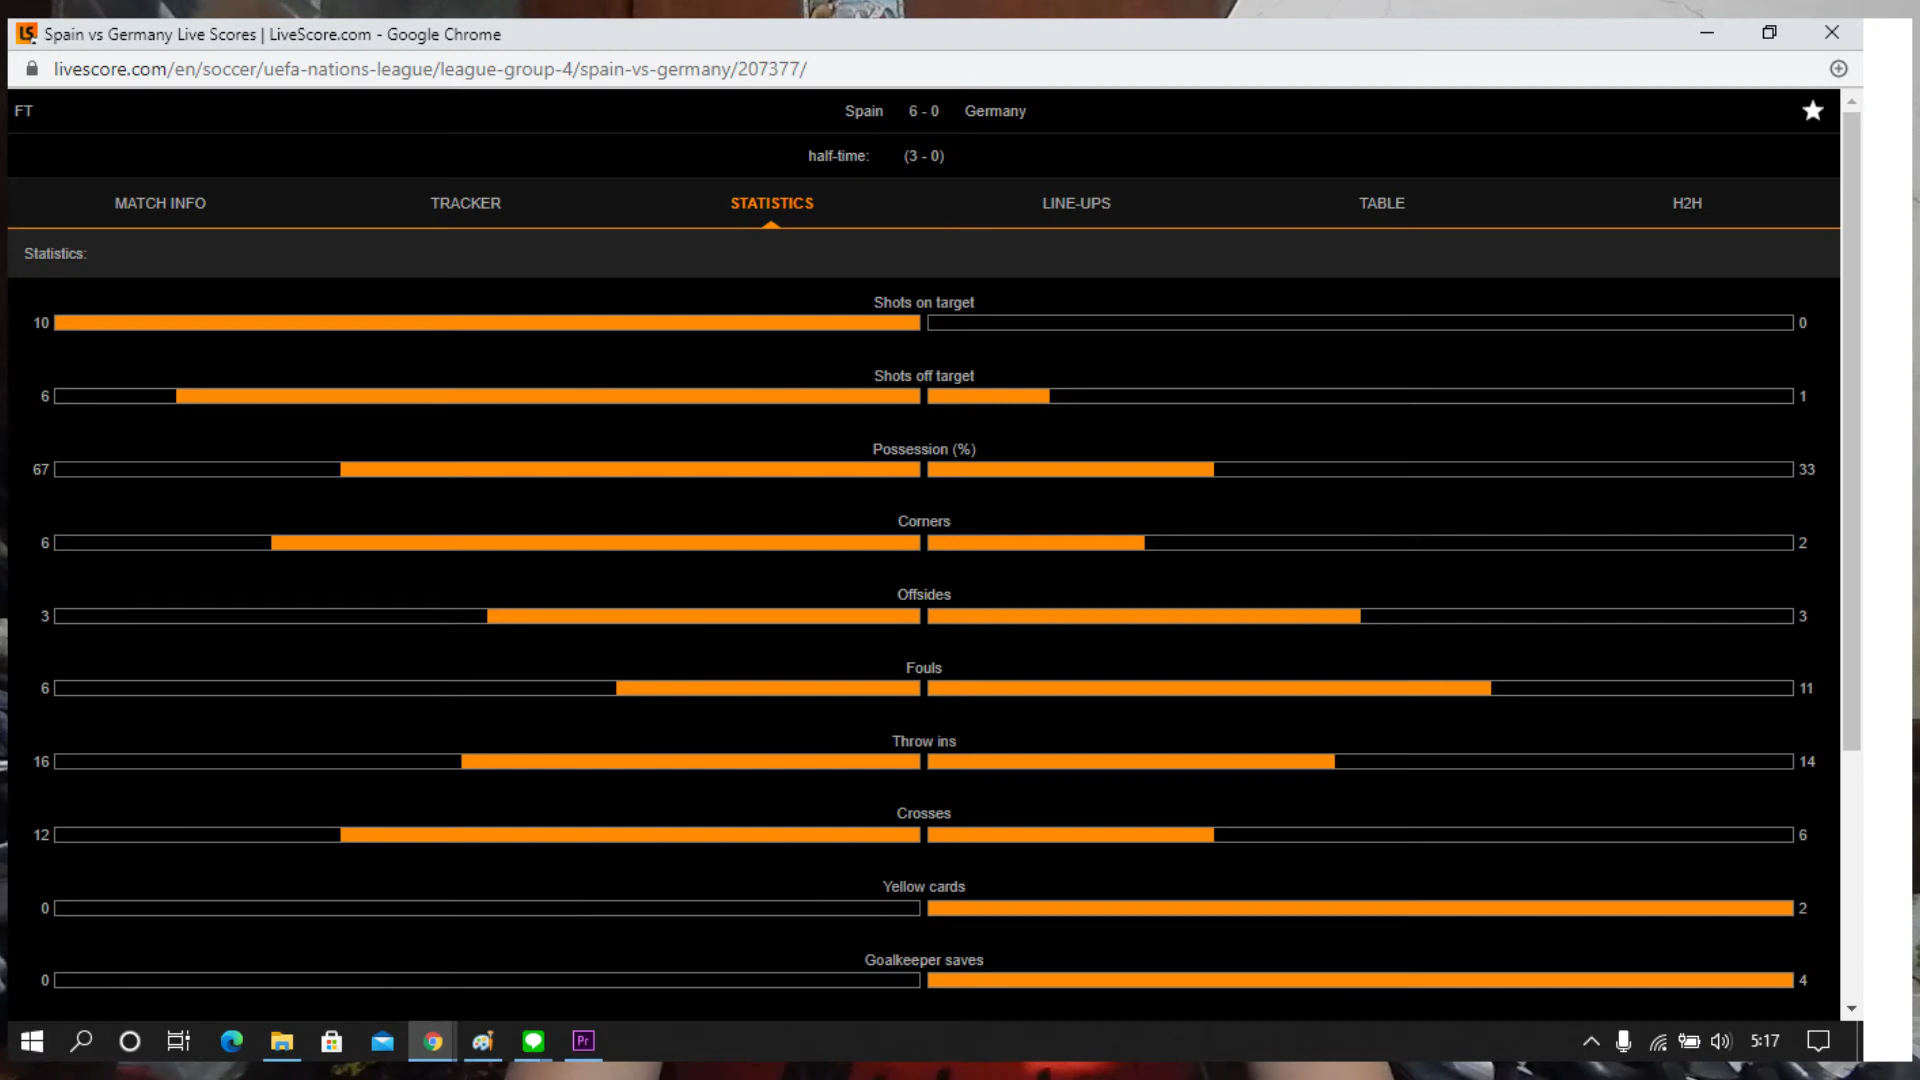 LS
Spain vs Germany Live Scores | LiveScore.com - Google Chrome
livescore.com/en/soccer/uefa-nations-league/league-group-4/spain-vs-germany/207377/
FT Spain 6 - 0 Germany
half-time: (3 - 0)
MATCH INFO TRACKER STATISTICS LINE-UPS TABLE H2H
Statistics:
Shots on target
10 0
Shots off target
6 1
Possession (%)
67 33
Corners
6 2
Offsides
3 3
Fouls
6 11
Throw ins
16 14
Crosses
12 6
Yellow cards
0 2
Goalkeeper saves
0 4
Pr 5:17